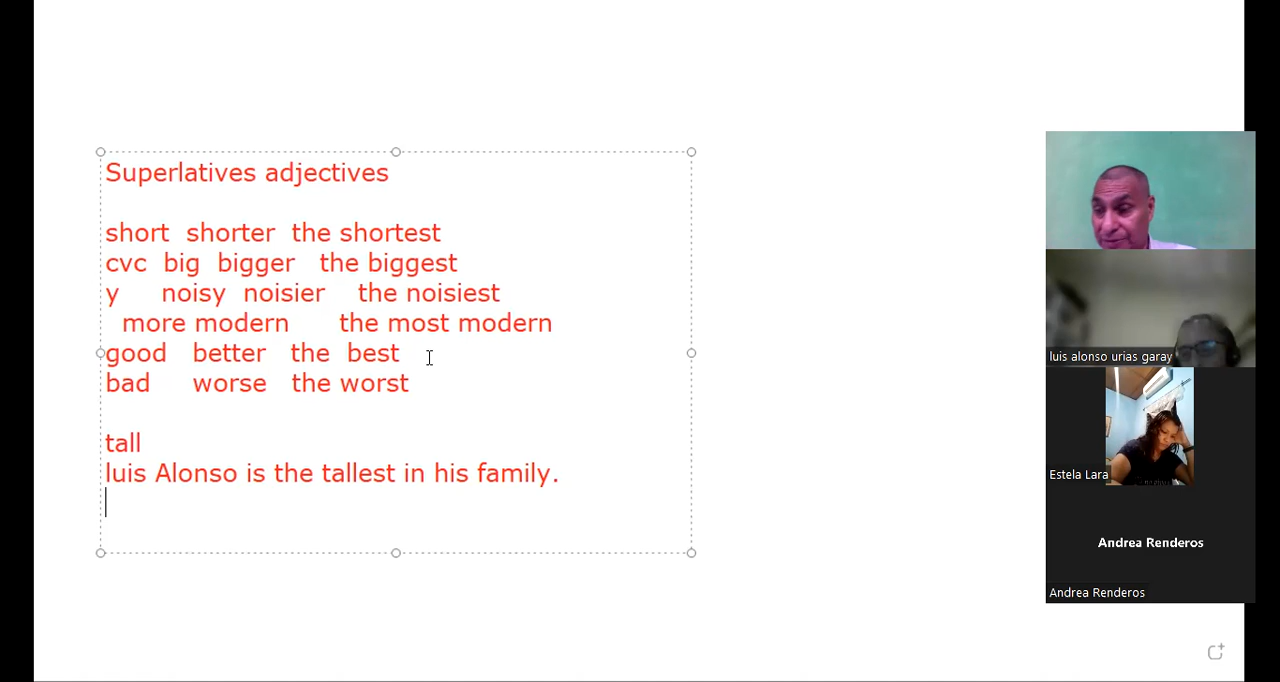 Superlatives adjectives
short shorter the shortest
cvc big bigger the biggest
y noisy noisier the noisiest
more modern the most modern
good better the best
bad worse the worst
tall
luis Alonso is the tallest in his family.
luis alonso urias garay
Estela Lara
Andrea Renderos
Andrea Renderos